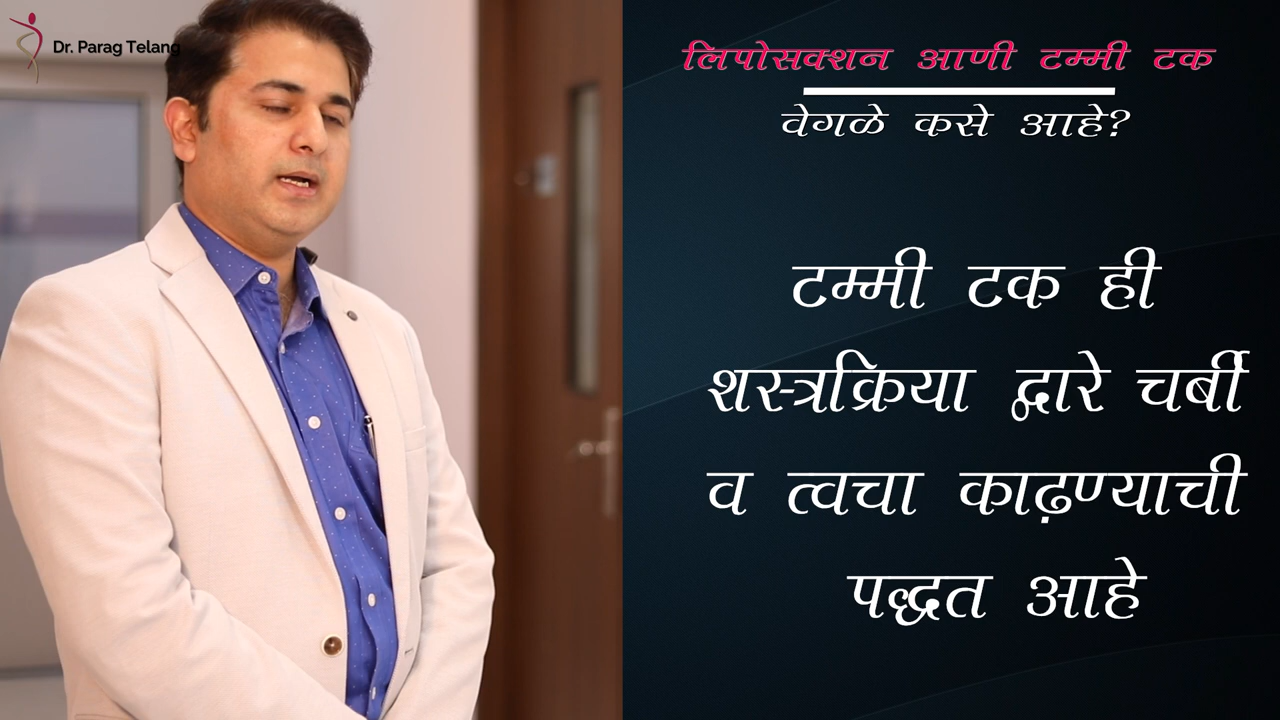 Dr. Parag Telang
लिपोसक्शन आणी टम्मी टक
वेगळे कसे आहे?
टम्मी टक ही
शस्त्रक्रिया द्वारे चर्बी
व त्वचा काढ़ण्याची
पद्धत आहे